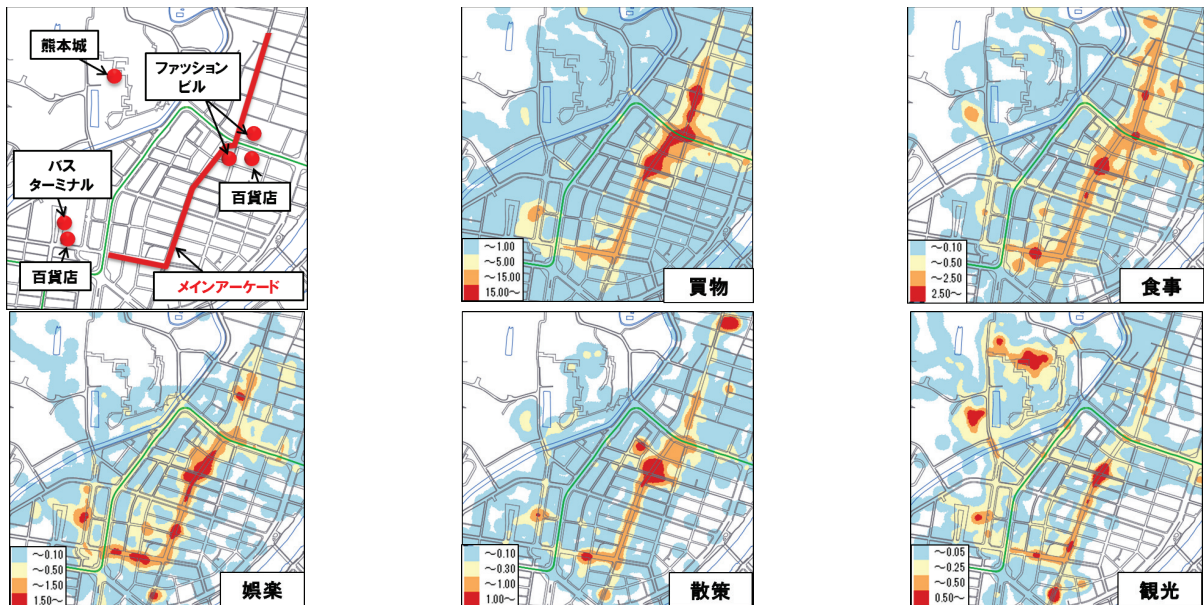 熊本城
ファッション
ビル
バス
ターミナル
百貨店
百貨店
メインアーケード
～1.00
～5.00
～15.00
15.00～
買物
～0.10
～0.50
～2.50
2.50～
食事
～0.10
～0.50
～1.50
1.50～
娯楽
～0.10
～0.30
～1.00
1.00～
散策
～0.05
～0.25
～0.50
0.50～
観光